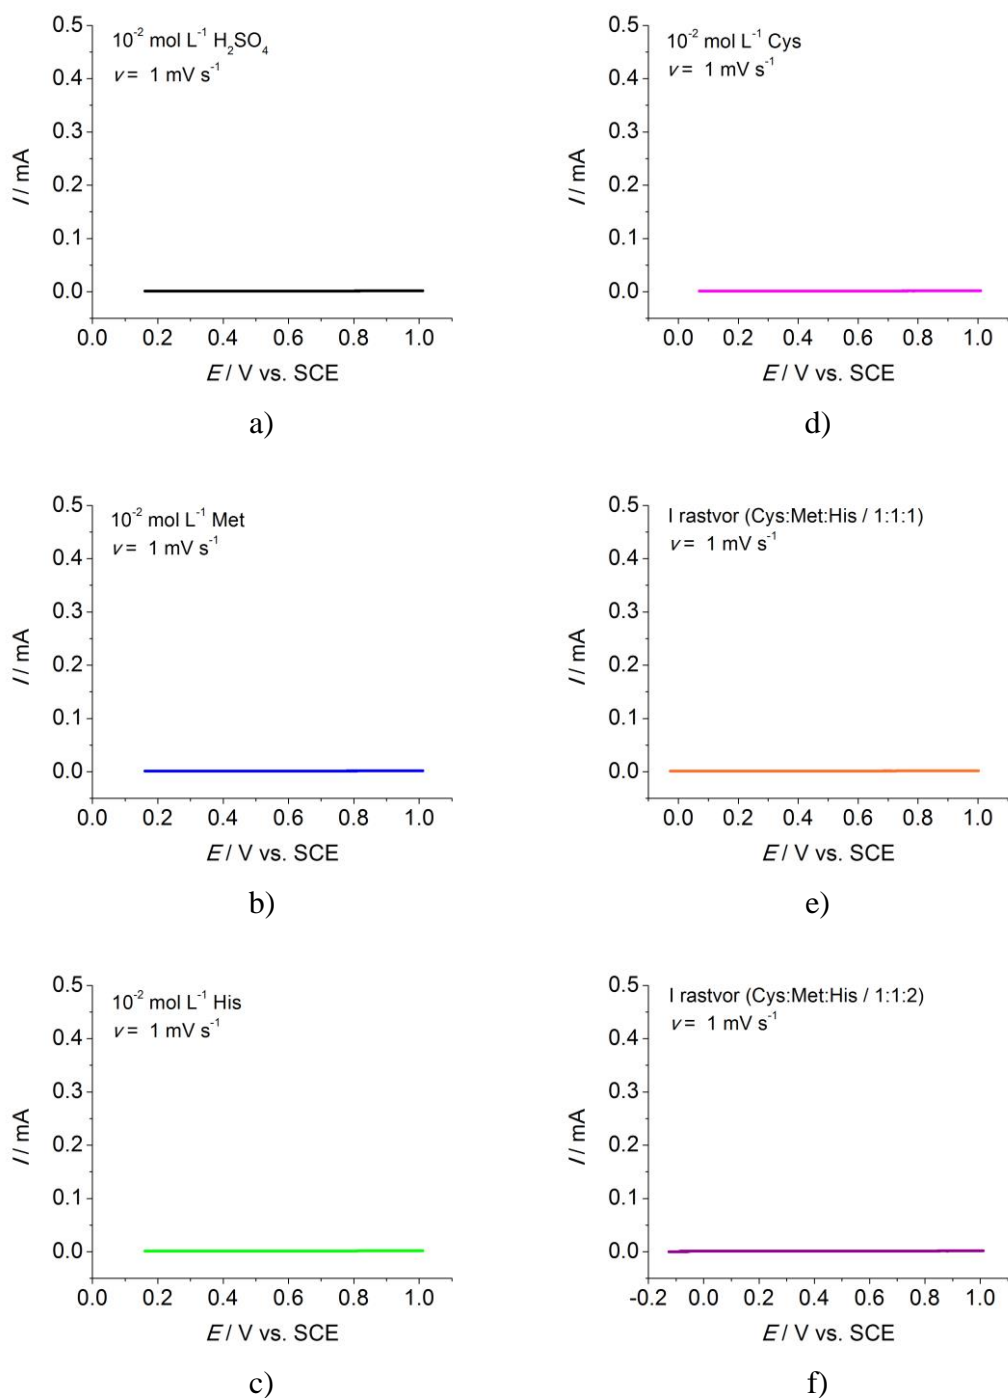 10⁻² mol L⁻¹ H₂SO₄
ν = 1 mV s⁻¹
0.5
0.4
0.3
0.2
0.1
0.0
I / mA
0.0 0.2 0.4 0.6 0.8 1.0
E / V vs. SCE
a)
10⁻² mol L⁻¹ Cys
ν = 1 mV s⁻¹
0.5
0.4
0.3
0.2
0.1
0.0
I / mA
0.0 0.2 0.4 0.6 0.8 1.0
E / V vs. SCE
d)
10⁻² mol L⁻¹ Met
ν = 1 mV s⁻¹
0.5
0.4
0.3
0.2
0.1
0.0
I / mA
0.0 0.2 0.4 0.6 0.8 1.0
E / V vs. SCE
b)
I rastvor (Cys:Met:His / 1:1:1)
ν = 1 mV s⁻¹
0.5
0.4
0.3
0.2
0.1
0.0
I / mA
0.0 0.2 0.4 0.6 0.8 1.0
E / V vs. SCE
e)
10⁻² mol L⁻¹ His
ν = 1 mV s⁻¹
0.5
0.4
0.3
0.2
0.1
0.0
I / mA
0.0 0.2 0.4 0.6 0.8 1.0
E / V vs. SCE
c)
I rastvor (Cys:Met:His / 1:1:2)
ν = 1 mV s⁻¹
0.5
0.4
0.3
0.2
0.1
0.0
I / mA
-0.2 0.0 0.2 0.4 0.6 0.8 1.0
E / V vs. SCE
f)